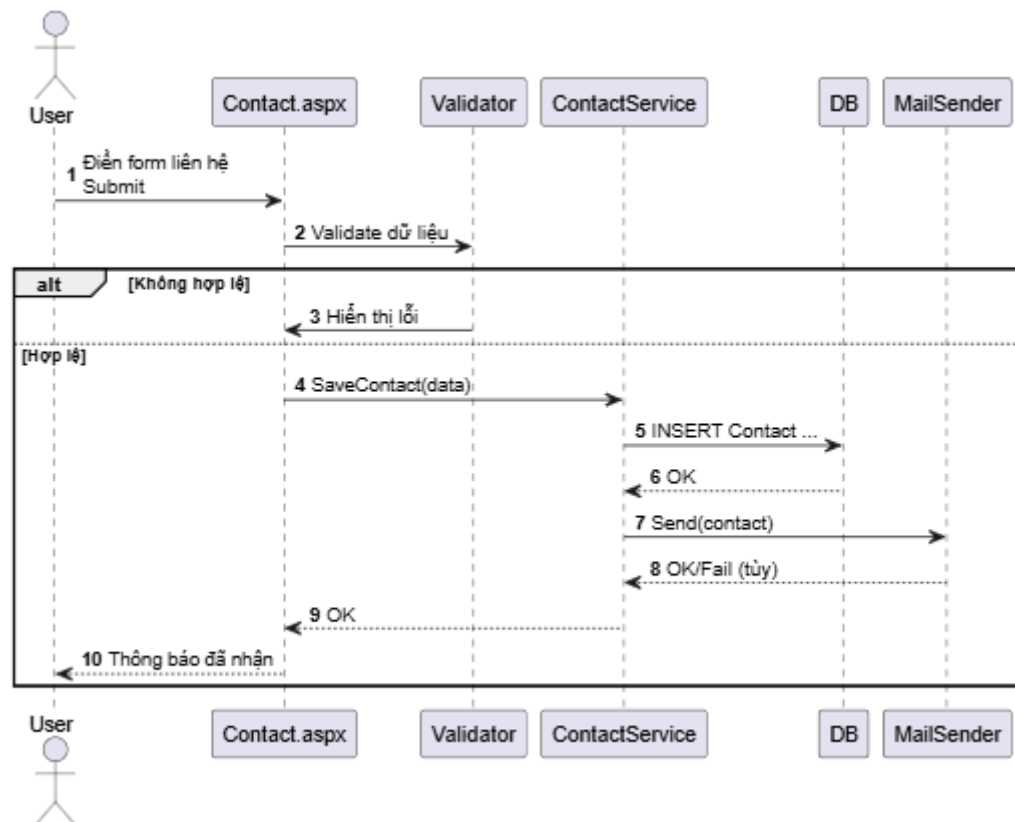 User
Contact.aspx
Validator
ContactService
DB
MailSender
1 Điền form liên hệ
Submit
2 Validate dữ liệu
alt [Không hợp lệ]
3 Hiển thị lỗi
[Hợp lệ]
4 SaveContact(data)
5 INSERT Contact ...
6 OK
7 Send(contact)
8 OK/Fail (tùy)
9 OK
10 Thông báo đã nhận
User
Contact.aspx
Validator
ContactService
DB
MailSender